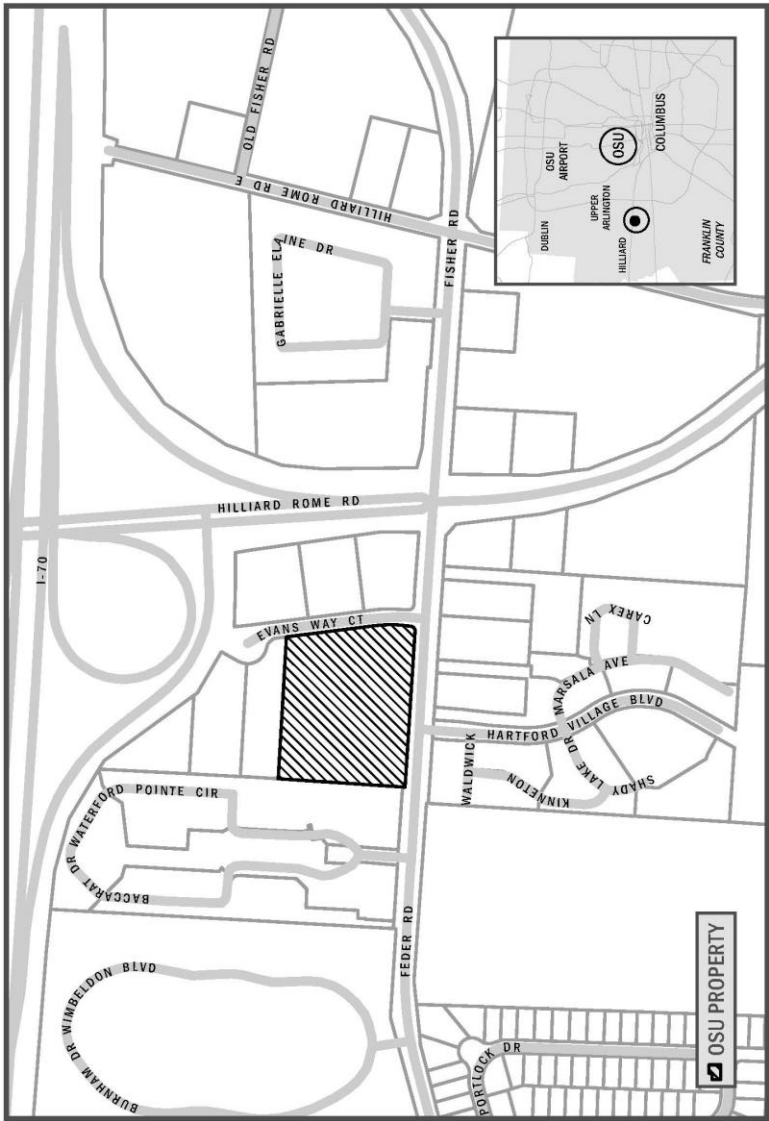 I-70
BURNHAM DR WIMBELDON BLVD
BACCARAT DR WATERFORD POINTE CIR
EVANS WAY CT
HILLIARD ROME RD
GABRIELLE ELAINE DR
HILLIARD ROME RD E
OLD FISHER RD
FEDER RD
FISHER RD
PORTLOCK DR
WALDWICK
KINNETON
HARTFORD VILLAGE BLVD
SHADY LAKE DR
MARSALA AVE
CAREX LN
OSU PROPERTY
DUBLIN
OSU
AIRPORT
UPPER
ARLINGTON
HILLIARD
OSU
COLUMBUS
FRANKLIN
COUNTY